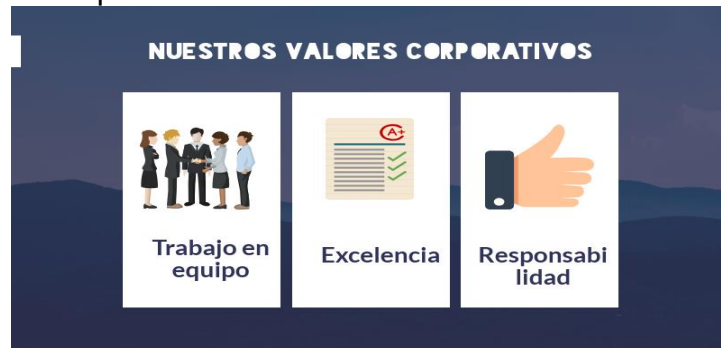 NUESTROS VALORES CORPORATIVOS
A+
Trabajo en
equipo
Excelencia
Responsabi
lidad